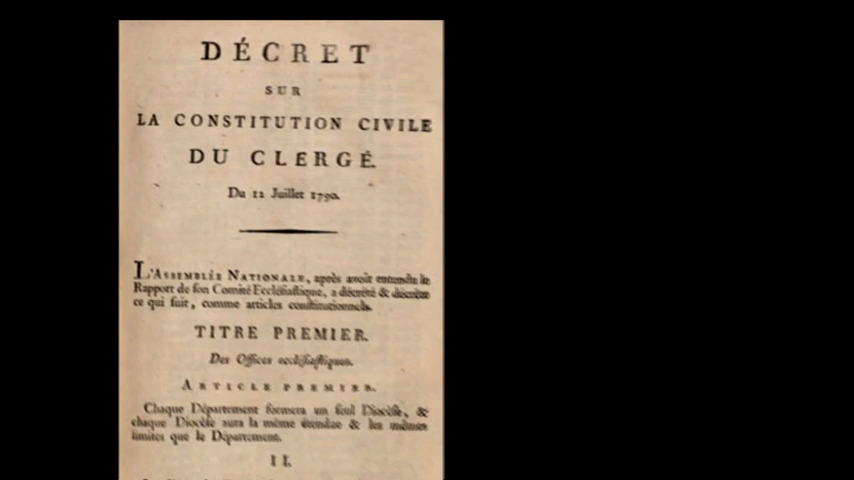 DÉCRET
SUR
LA CONSTITUTION CIVILE
DU CLERGÉ.
Du 12 Juillet 1790.
L'ASSEMBLÉE NATIONALE, après avoir entendu le
Rapport de ſon Comité Eccléſiaſtique, a décrété & décrète
ce qui ſuit, comme articles conſtitutionnels.
TITRE PREMIER.
Des Offices eccléſiaſtiques.
ARTICLE PREMIER.
Chaque Département formera un ſeul Diocèſe, &
chaque Diocèſe aura la même étendue & les mêmes
limites que le Département.
II.